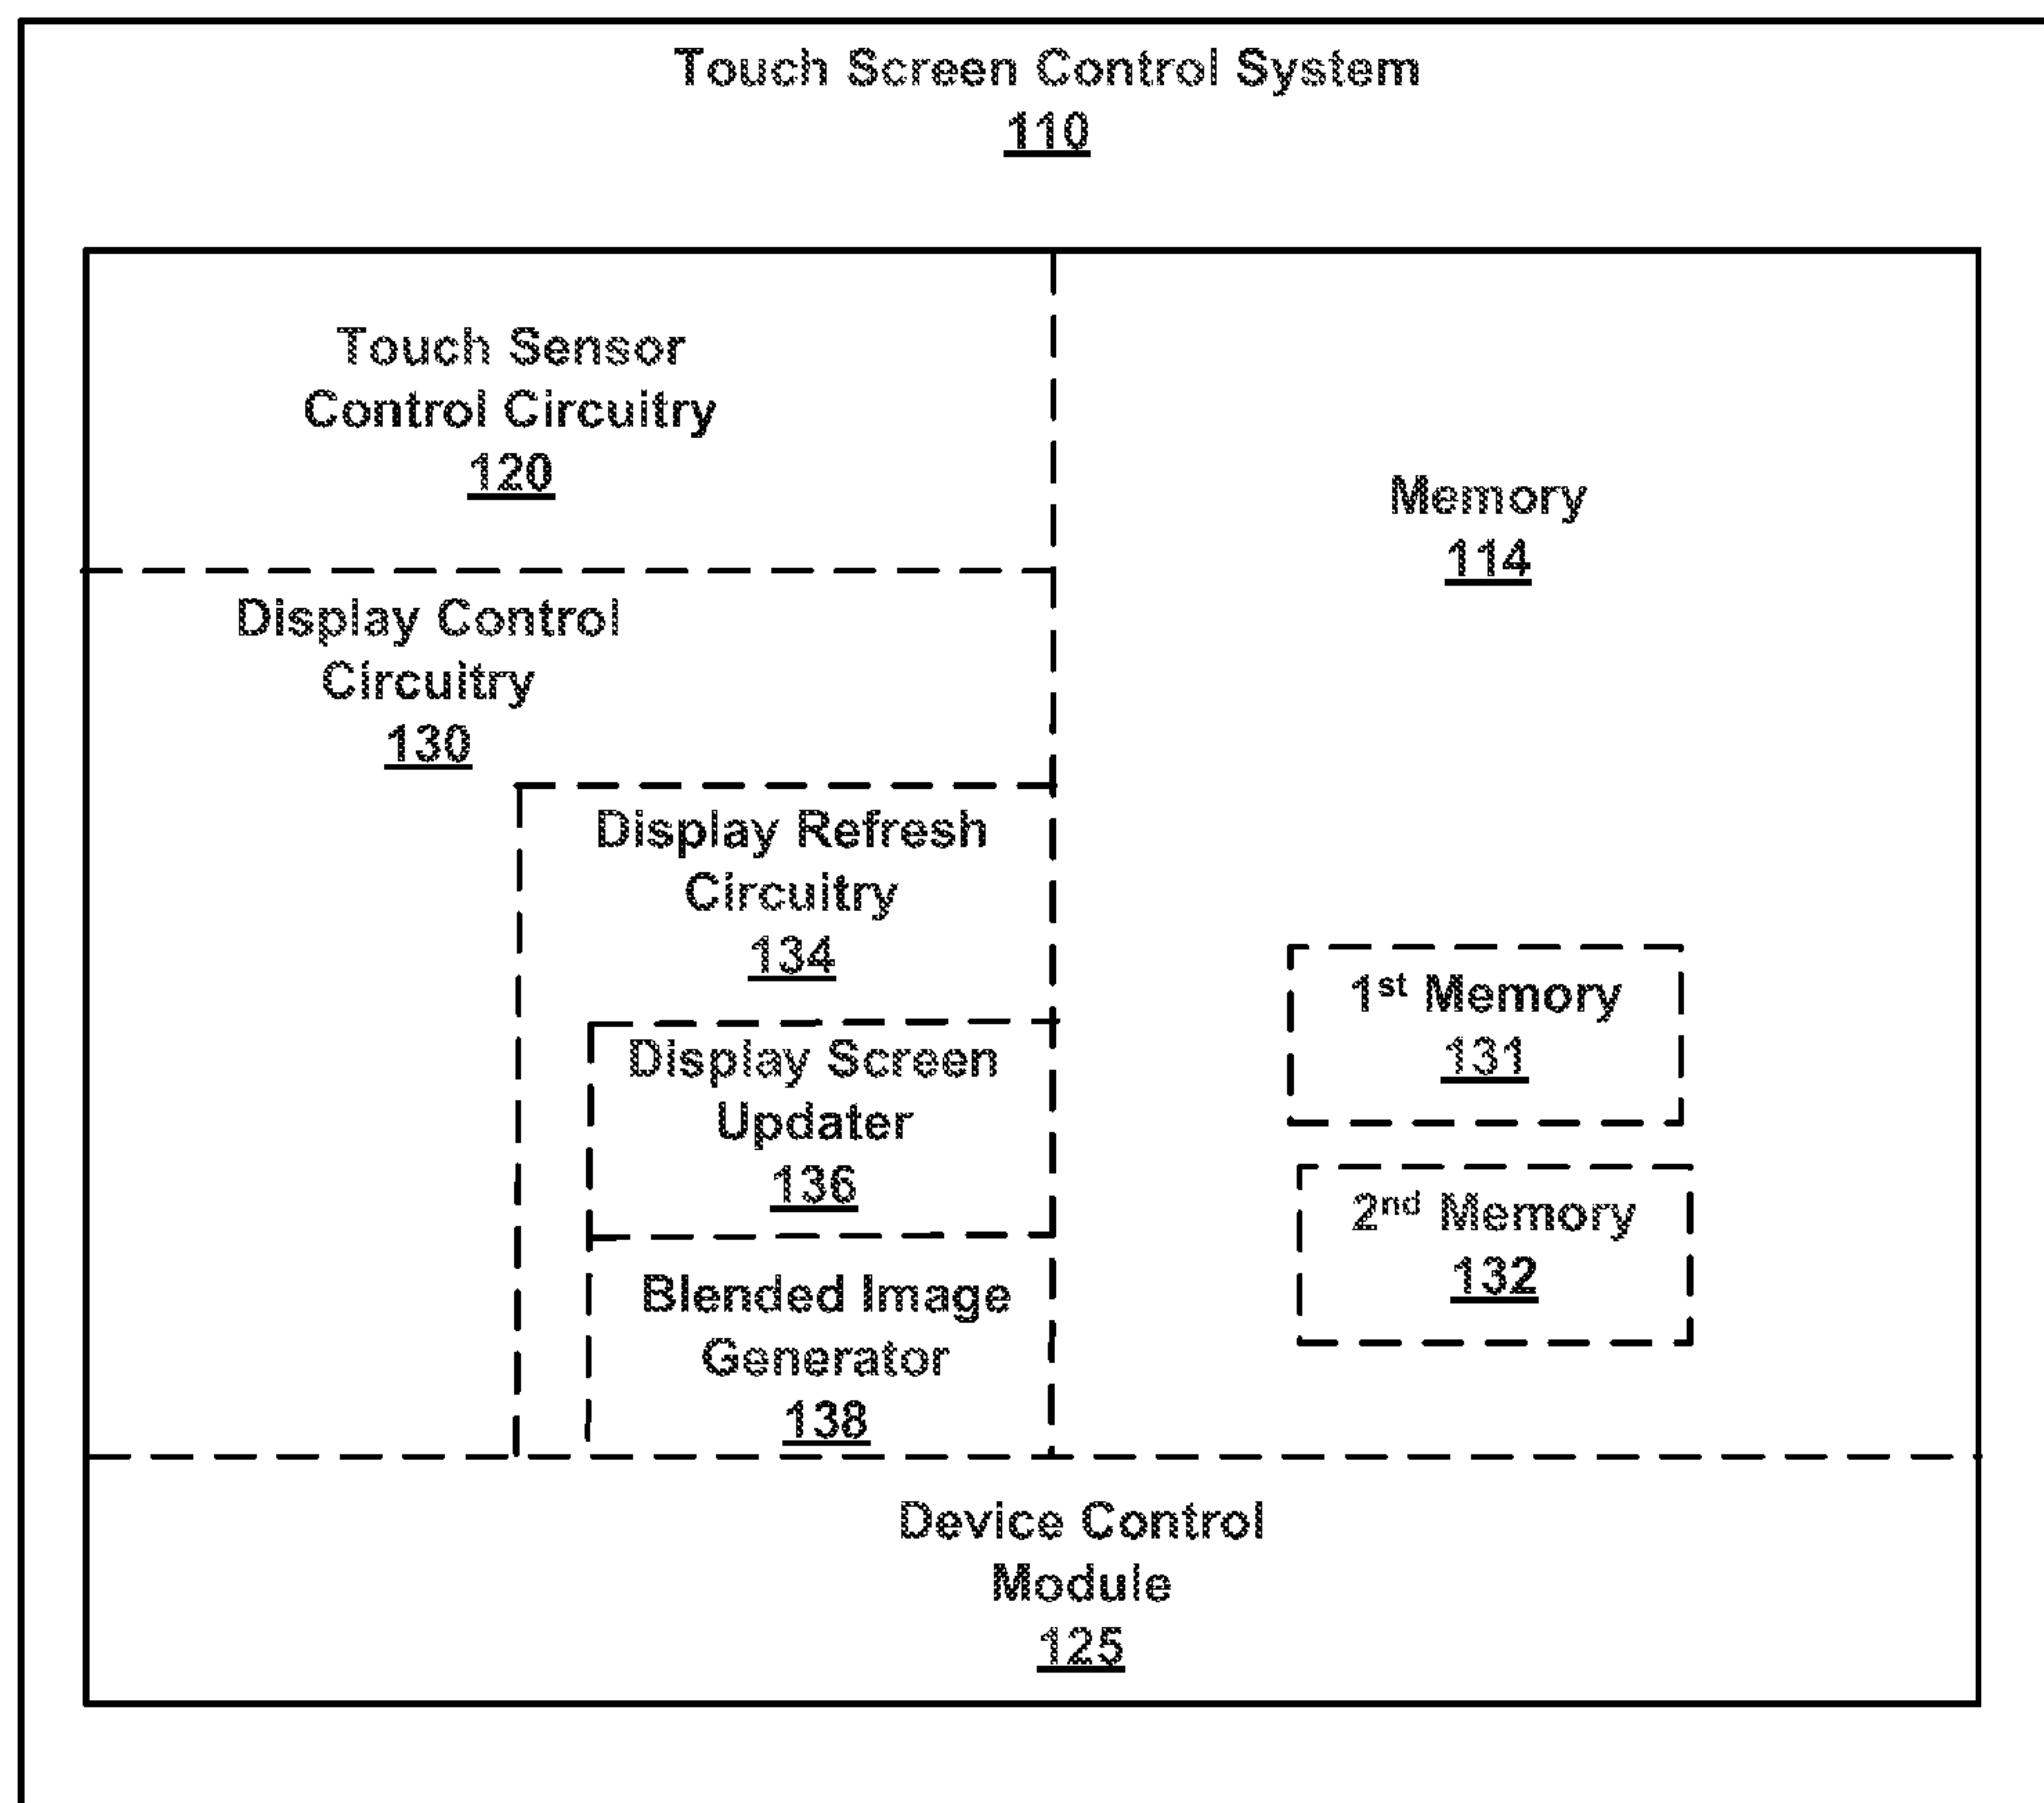 Touch Screen Control System
110
Touch Sensor
Control Circuitry
120
Memory
114
Display Control
Circuitry
130
Display Refresh
Circuitry
134
Display Screen
Updater
136
Blended Image
Generator
138
1st Memory
131
2nd Memory
132
Device Control
Module
125